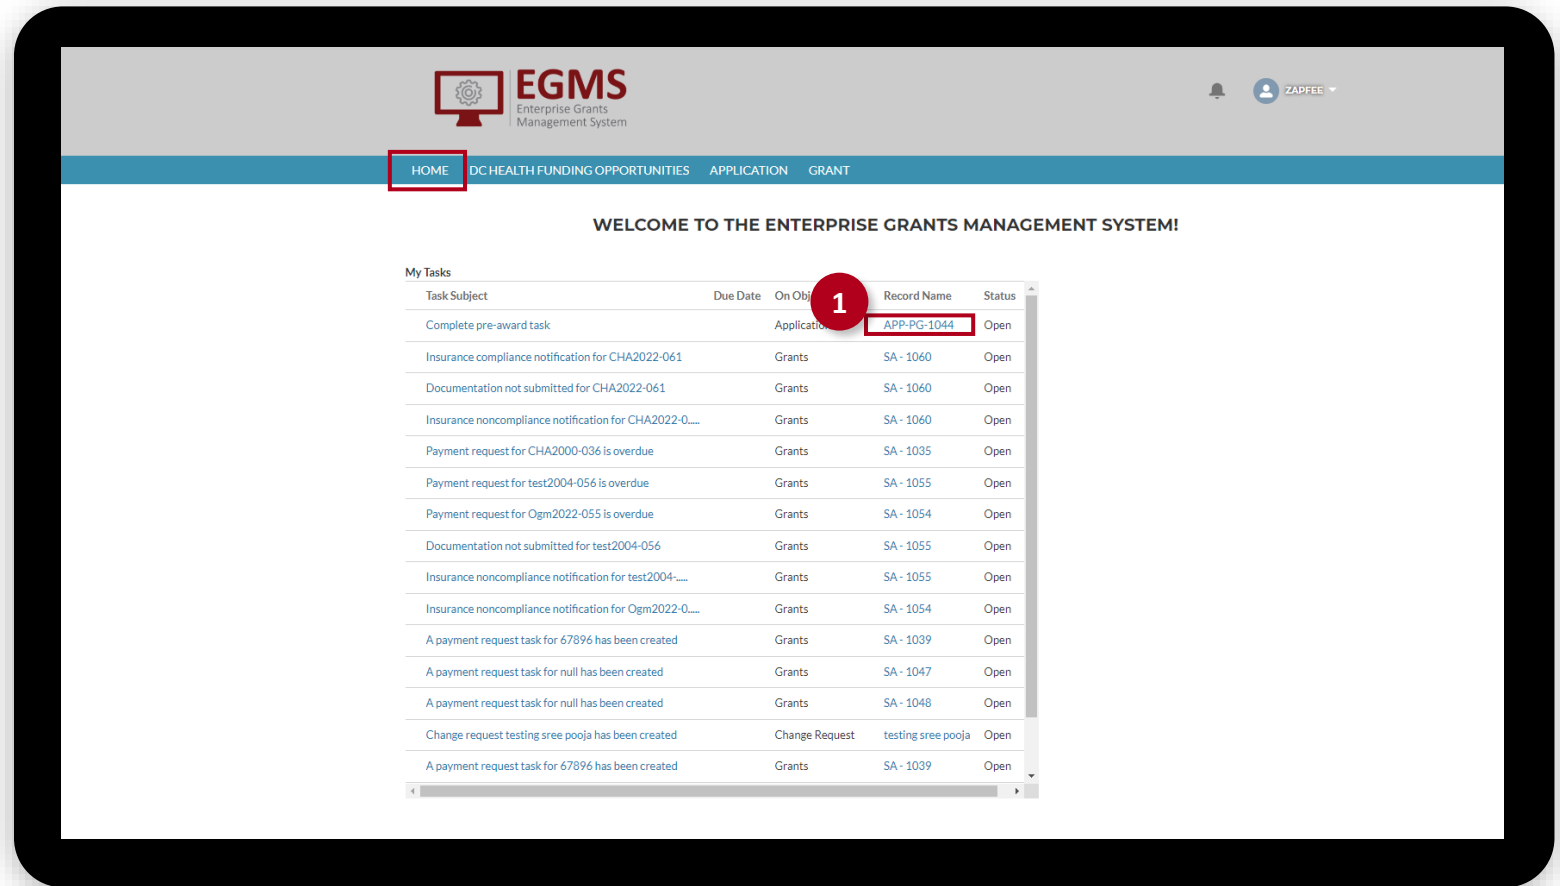 EGMS
Enterprise Grants
Management System
ZAPFEE
HOME DC HEALTH FUNDING OPPORTUNITIES APPLICATION GRANT
WELCOME TO THE ENTERPRISE GRANTS MANAGEMENT SYSTEM!
My Tasks
Task Subject Due Date On Obj 1 Record Name Status
Complete pre-award task Application APP-PG-1044 Open
Insurance compliance notification for CHA2022-061 Grants SA - 1060 Open
Documentation not submitted for CHA2022-061 Grants SA - 1060 Open
Insurance noncompliance notification for CHA2022-0..... Grants SA - 1060 Open
Payment request for CHA2000-036 is overdue Grants SA - 1035 Open
Payment request for test2004-056 is overdue Grants SA - 1055 Open
Payment request for Ogm2022-055 is overdue Grants SA - 1054 Open
Documentation not submitted for test2004-056 Grants SA - 1055 Open
Insurance noncompliance notification for test2004-..... Grants SA - 1055 Open
Insurance noncompliance notification for Ogm2022-0..... Grants SA - 1054 Open
A payment request task for 67896 has been created Grants SA - 1039 Open
A payment request task for null has been created Grants SA - 1047 Open
A payment request task for null has been created Grants SA - 1048 Open
Change request testing sree pooja has been created Change Request testing sree pooja Open
A payment request task for 67896 has been created Grants SA - 1039 Open